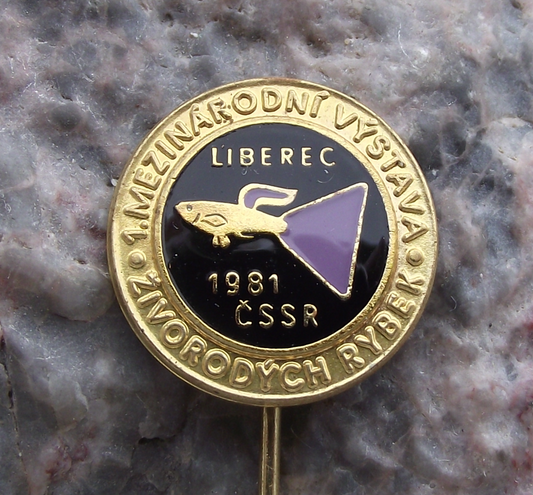 1. MEZINÁRODNÍ VÝSTAVA
ŽIVORODÝCH RYBEK
LIBEREC
1981
ČSSR